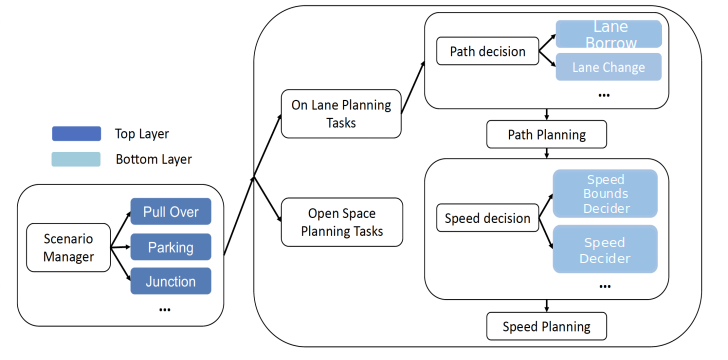 Top Layer
Bottom Layer
Scenario
Manager
Pull Over
Parking
Junction
...
On Lane Planning
Tasks
Open Space
Planning Tasks
Path decision
Lane
Borrow
Lane Change
...
Path Planning
Speed decision
Speed
Bounds
Decider
Speed
Decider
...
Speed Planning